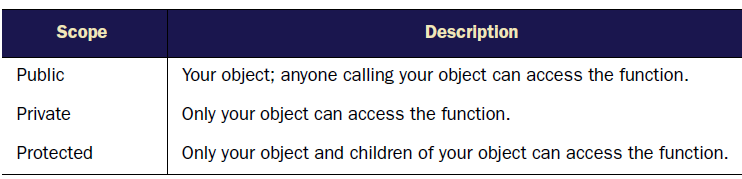 Scope Description
Public Your object; anyone calling your object can access the function.
Private Only your object can access the function.
Protected Only your object and children of your object can access the function.